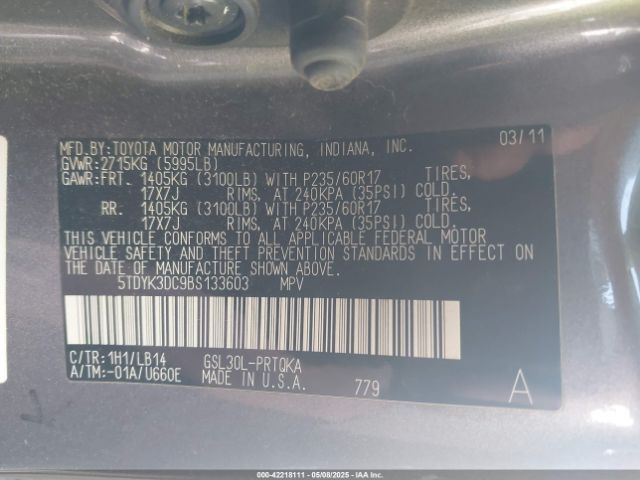 MFD.BY:TOYOTA MOTOR MANUFACTURING, INDIANA, INC. 03/11
GVWR:2715KG (5995LB)
GAWR:FRT. 1405KG (3100LB) WITH P235/60R17 TIRES,
17X7J RIMS, AT 240KPA (35PSI) COLD.
RR. 1405KG (3100LB) WITH P235/60R17 TIRES,
17X7J RIMS, AT 240KPA (35PSI) COLD.
THIS VEHICLE CONFORMS TO ALL APPLICABLE FEDERAL MOTOR
VEHICLE SAFETY AND THEFT PREVENTION STANDARDS IN EFFECT ON
THE DATE OF MANUFACTURE SHOWN ABOVE.
5TDYK3DC9BS133603 MPV
C/TR:1H1/LB14 GSL30L-PRTQKA
A/TM:-01A/U660E MADE IN U.S.A. 779 A
000-42218111 - 05/08/2025 - IAA